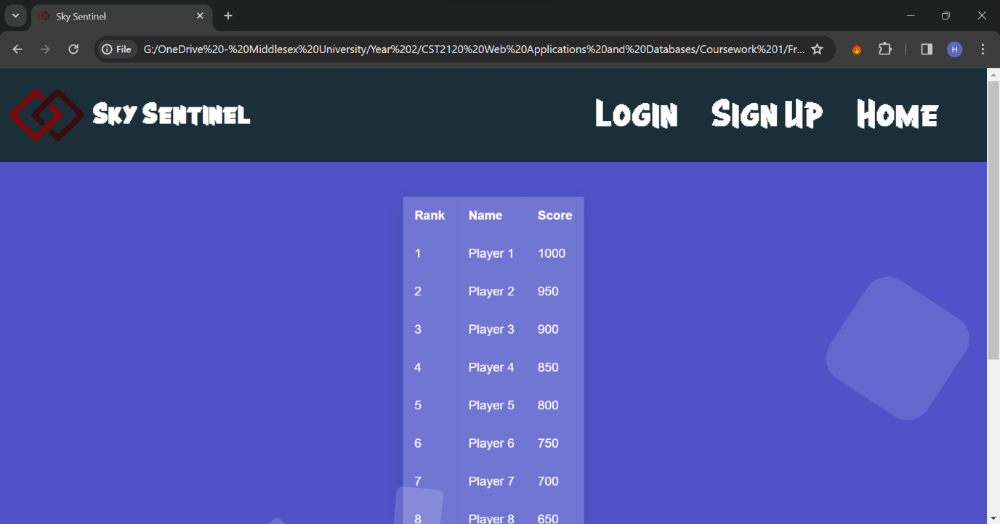 Sky Sentinel
File G:/OneDrive%20-%20Middlesex%20University/Year%202/CST2120%20Web%20Applications%20and%20Databases/Coursework%201/Fr... H
Sky Sentinel Login Sign Up Home
Rank Name Score
1 Player 1 1000
2 Player 2 950
3 Player 3 900
4 Player 4 850
5 Player 5 800
6 Player 6 750
7 Player 7 700
8 Player 8 650